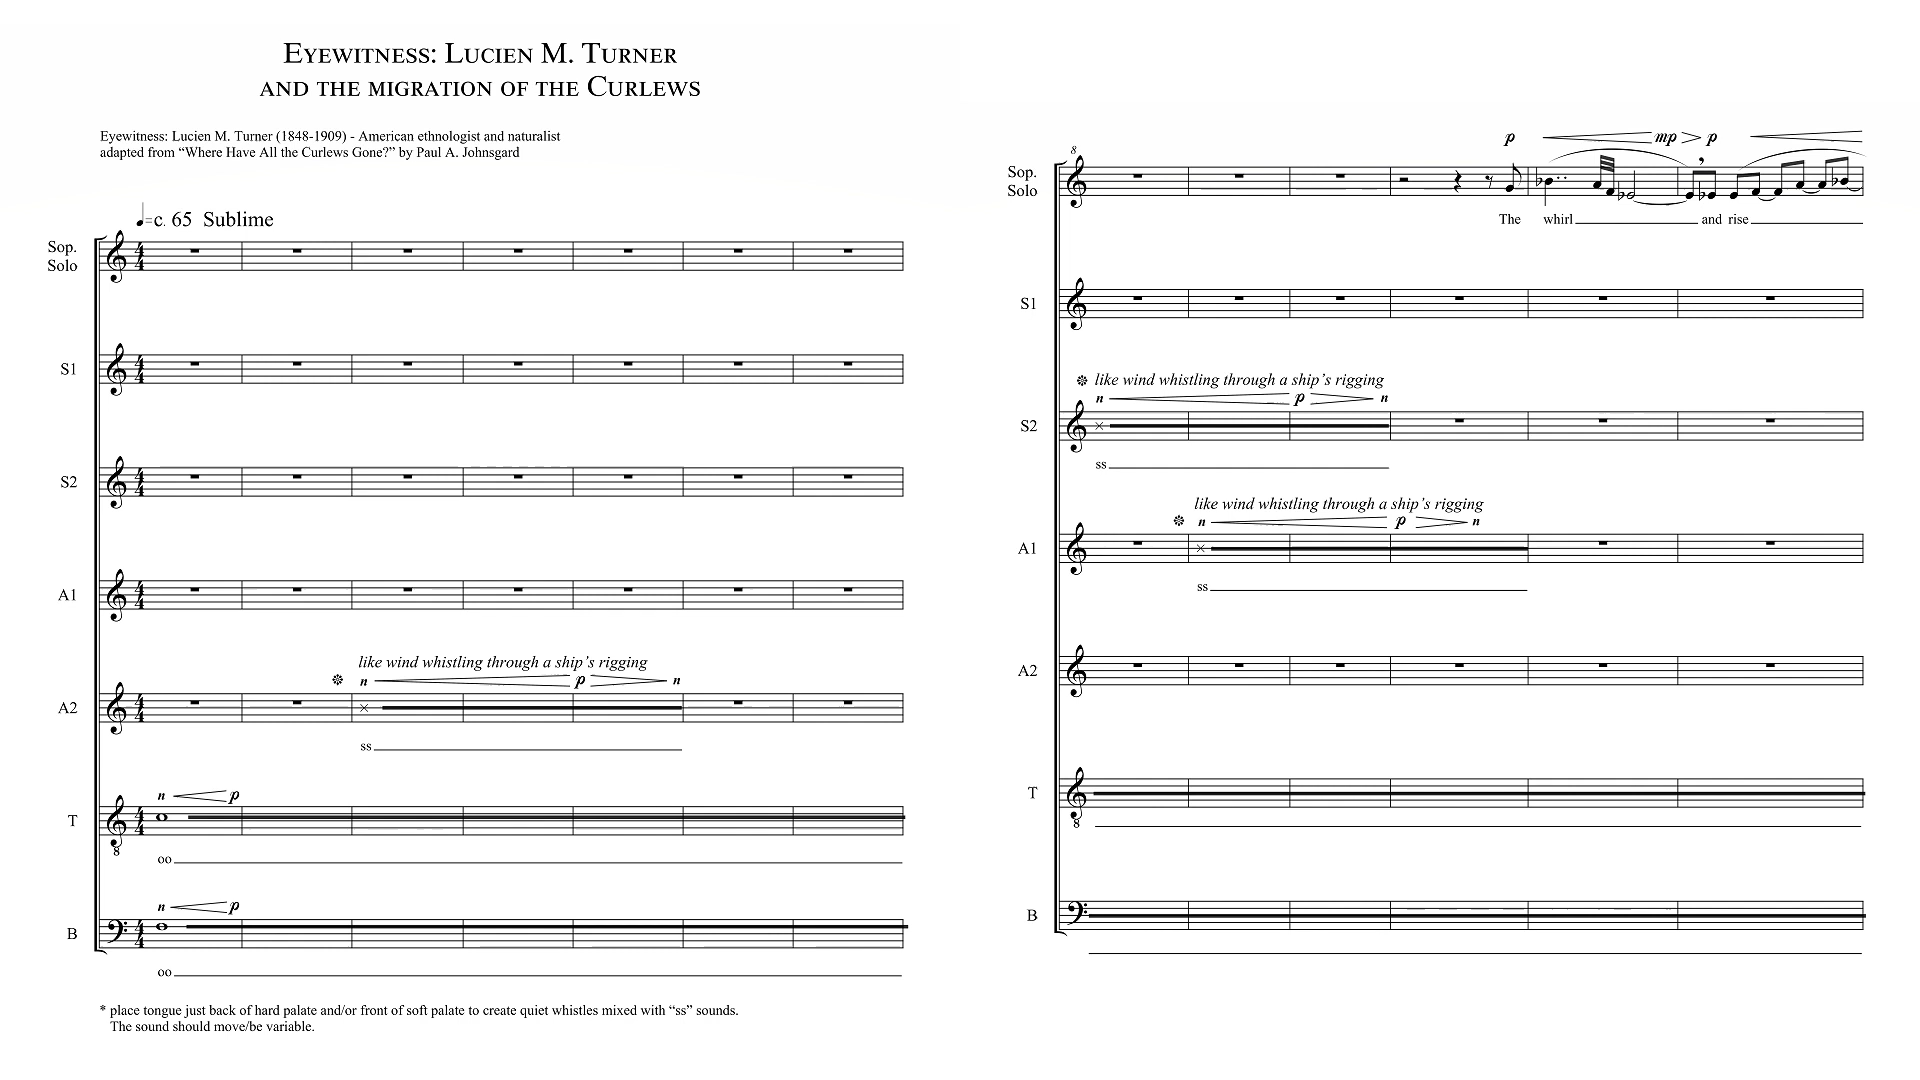 EYEWITNESS: LUCIEN M. TURNER
AND THE MIGRATION OF THE CURLEWS
Eyewitness: Lucien M. Turner (1848-1909) - American ethnologist and naturalist
adapted from “Where Have All the Curlews Gone?” by Paul A. Johnsgard
♩=c. 65 Sublime
Sop.
Solo
S1
S2
A1
like wind whistling through a ship’s rigging
* n p n
A2
ss
n p
T
8
oo
n p
B
oo
* place tongue just back of hard palate and/or front of soft palate to create quiet whistles mixed with “ss” sounds.
The sound should move/be variable.
p mp p
8
Sop.
Solo
The whirl and rise
S1
* like wind whistling through a ship’s rigging
n p n
S2
ss
like wind whistling through a ship’s rigging
* n p n
A1
ss
A2
T
8
B